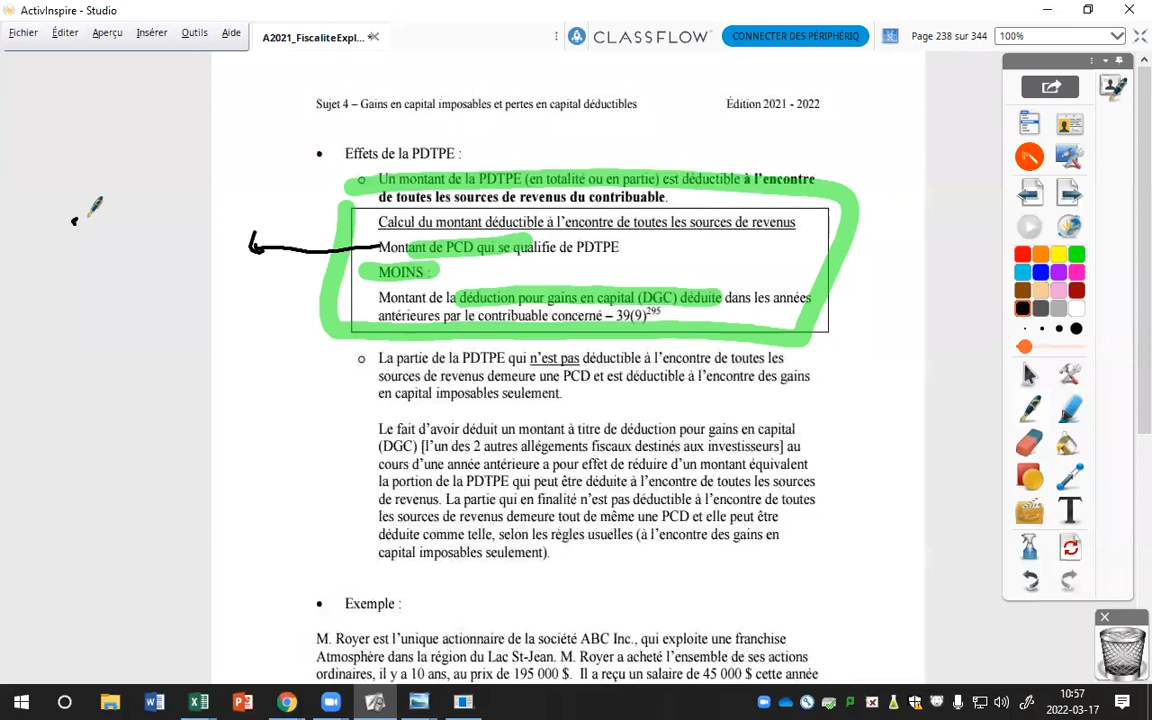 ActivInspire - Studio
Fichier Éditer Aperçu Insérer Outils Aide
A2021_FiscaliteExpl...
CLASSFLOW
CONNECTER DES PÉRIPHÉRIQ
Page 238 sur 344
100%
Sujet 4 – Gains en capital imposables et pertes en capital déductibles Édition 2021 - 2022
• Effets de la PDTPE :
o Un montant de la PDTPE (en totalité ou en partie) est déductible à l'encontre
de toutes les sources de revenus du contribuable.
Calcul du montant déductible à l'encontre de toutes les sources de revenus
Montant de PCD qui se qualifie de PDTPE
MOINS :
Montant de la déduction pour gains en capital (DGC) déduite dans les années
antérieures par le contribuable concerné – 39(9)295
o La partie de la PDTPE qui n'est pas déductible à l'encontre de toutes les
sources de revenus demeure une PCD et est déductible à l'encontre des gains
en capital imposables seulement.
Le fait d'avoir déduit un montant à titre de déduction pour gains en capital
(DGC) [l'un des 2 autres allégements fiscaux destinés aux investisseurs] au
cours d'une année antérieure a pour effet de réduire d'un montant équivalent
la portion de la PDTPE qui peut être déduite à l'encontre de toutes les sources
de revenus. La partie qui en finalité n'est pas déductible à l'encontre de toutes
les sources de revenus demeure tout de même une PCD et elle peut être
déduite comme telle, selon les règles usuelles (à l'encontre des gains en
capital imposables seulement).
• Exemple :
M. Royer est l'unique actionnaire de la société ABC Inc., qui exploite une franchise
Atmosphère dans la région du Lac St-Jean. M. Royer a acheté l'ensemble de ses actions
ordinaires, il y a 10 ans, au prix de 195 000 $. Il a reçu un salaire de 45 000 $ cette année
10:57
2022-03-17